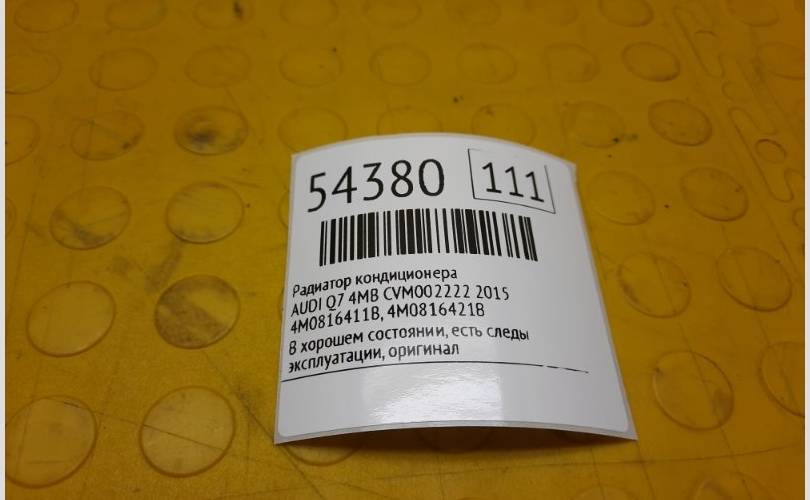 54380 111
Радиатор кондиционера
AUDI Q7 4MB CVM002222 2015
4M0816411B, 4M0816421B
В хорошем состоянии, есть следы
эксплуатации, оригинал